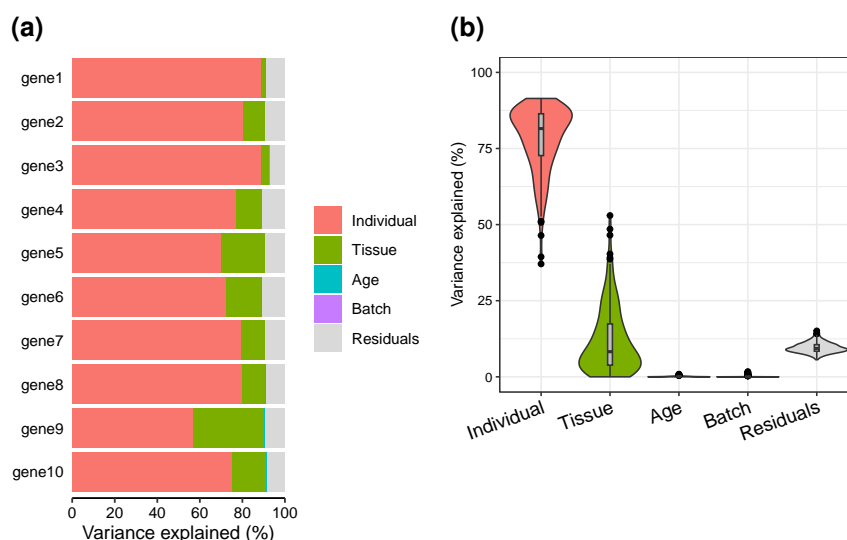 (a)
gene1
gene2
gene3
gene4
gene5
gene6
gene7
gene8
gene9
gene10
0 20 40 60 80 100
Variance explained (%)
Individual
Tissue
Age
Batch
Residuals
(b)
Variance explained (%)
100
75
50
25
0
Individual
Tissue
Age
Batch
Residuals